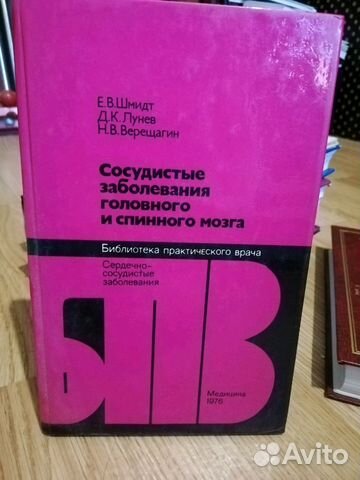 Е.В.Шмидт
Д.К.Лунев
Н.В.Верещагин
Сосудистые
заболевания
головного
и спинного мозга
Библиотека практического врача
Сердечно-
сосудистые
заболевания
БПВ
Медицина
1976
Avito